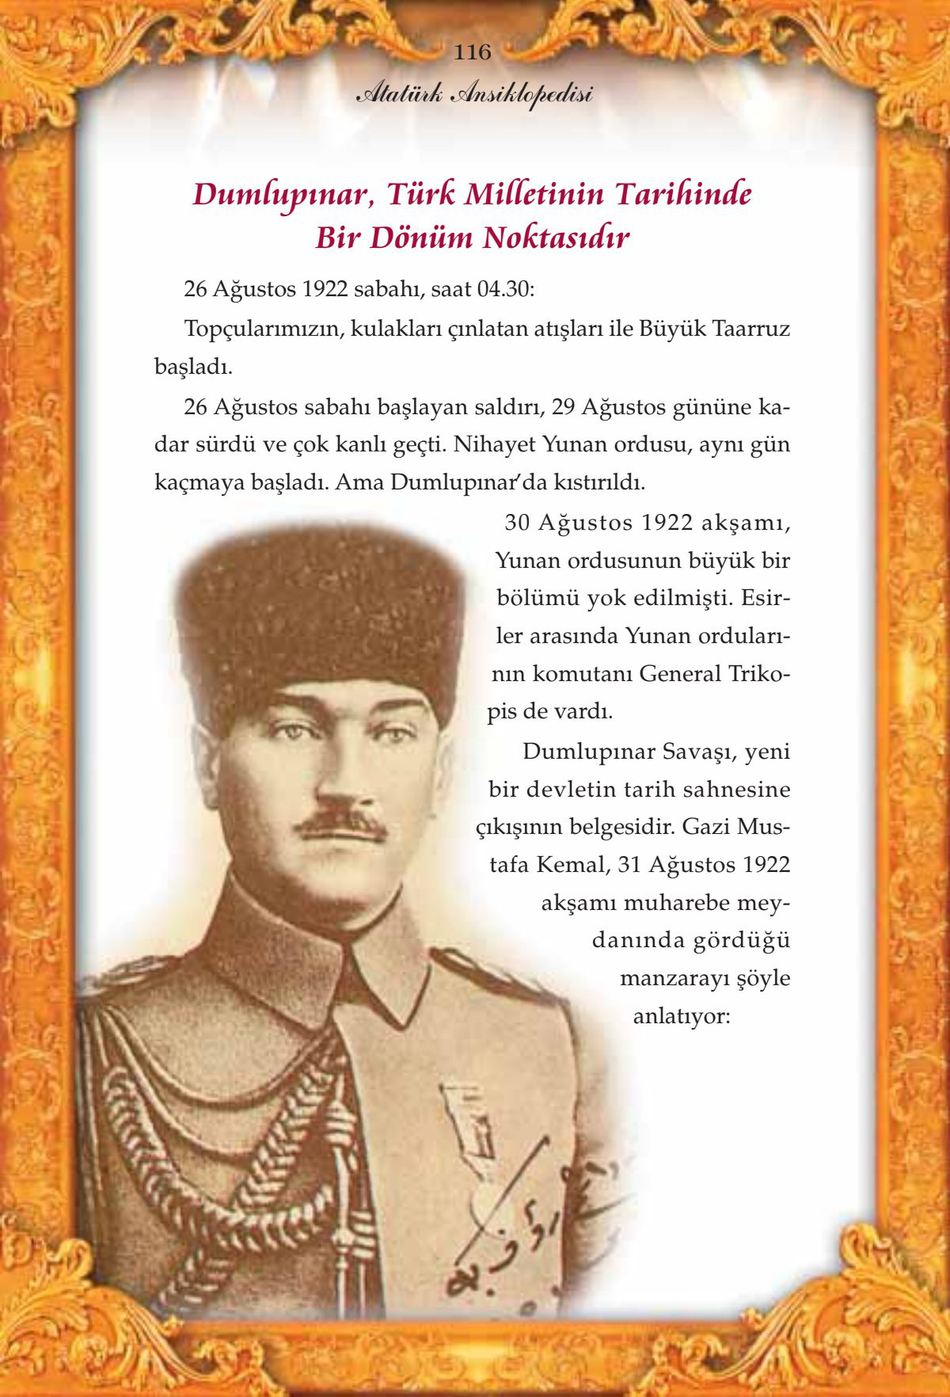 116
Atatürk Ansiklopedisi
Dumlupınar, Türk Milletinin Tarihinde
Bir Dönüm Noktasıdır
26 Ağustos 1922 sabahı, saat 04.30:
Topçularımızın, kulakları çınlatan atışları ile Büyük Taarruz
başladı.
26 Ağustos sabahı başlayan saldırı, 29 Ağustos gününe ka-
dar sürdü ve çok kanlı geçti. Nihayet Yunan ordusu, aynı gün
kaçmaya başladı. Ama Dumlupınar'da kıstırıldı.
30 Ağustos 1922 akşamı,
Yunan ordusunun büyük bir
bölümü yok edilmişti. Esir-
ler arasında Yunan orduları-
nın komutanı General Triko-
pis de vardı.
Dumlupınar Savaşı, yeni
bir devletin tarih sahnesine
çıkışının belgesidir. Gazi Mus-
tafa Kemal, 31 Ağustos 1922
akşamı muharebe mey-
danında gördüğü
manzarayı şöyle
anlatıyor: